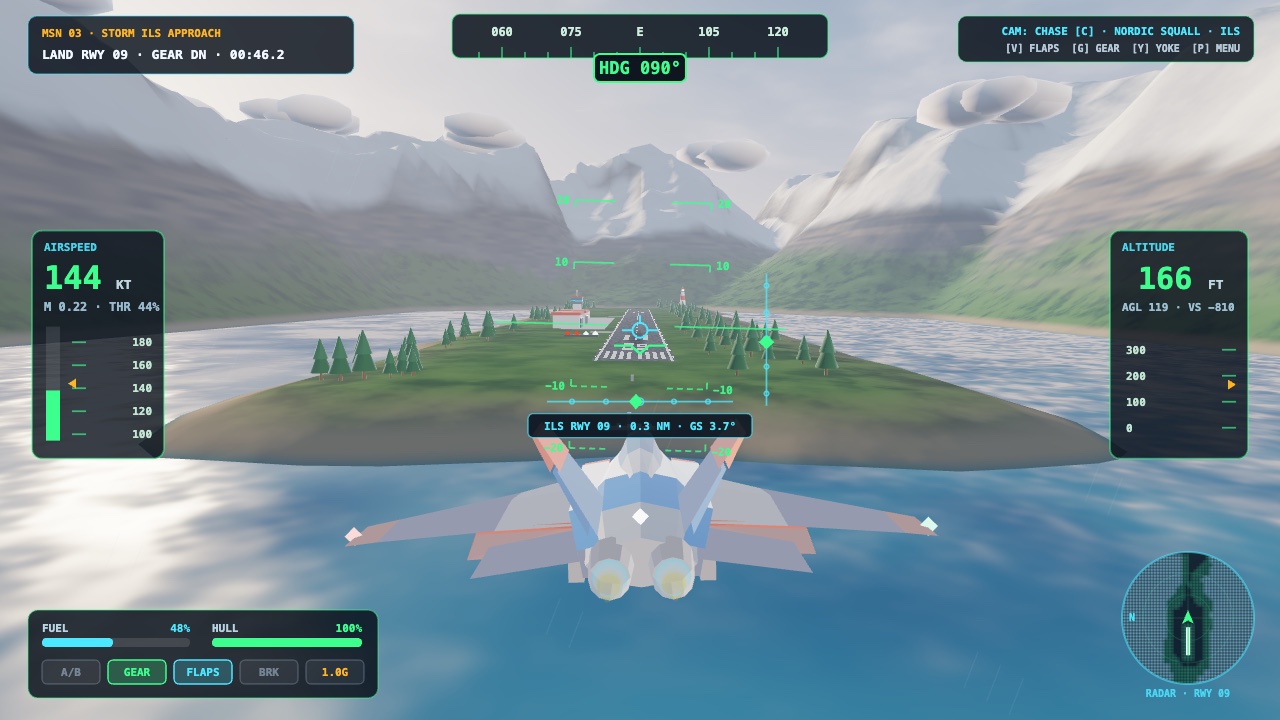 MSN 03 · STORM ILS APPROACH
LAND RWY 09 · GEAR DN · 00:46.2
060 075 E 105 120
HDG 090°
CAM: CHASE [C] · NORDIC SQUALL · ILS
[V] FLAPS [G] GEAR [Y] YOKE [P] MENU
20 20
10 10
−10 −10
−20 −20
AIRSPEED
144 KT
M 0.22 · THR 44%
180
160
140
120
100
ALTITUDE
166 FT
AGL 119 · VS −810
300
200
100
0
ILS RWY 09 · 0.3 NM · GS 3.7°
FUEL 48% HULL 100%
A/B GEAR FLAPS BRK 1.0G
N
RADAR · RWY 09